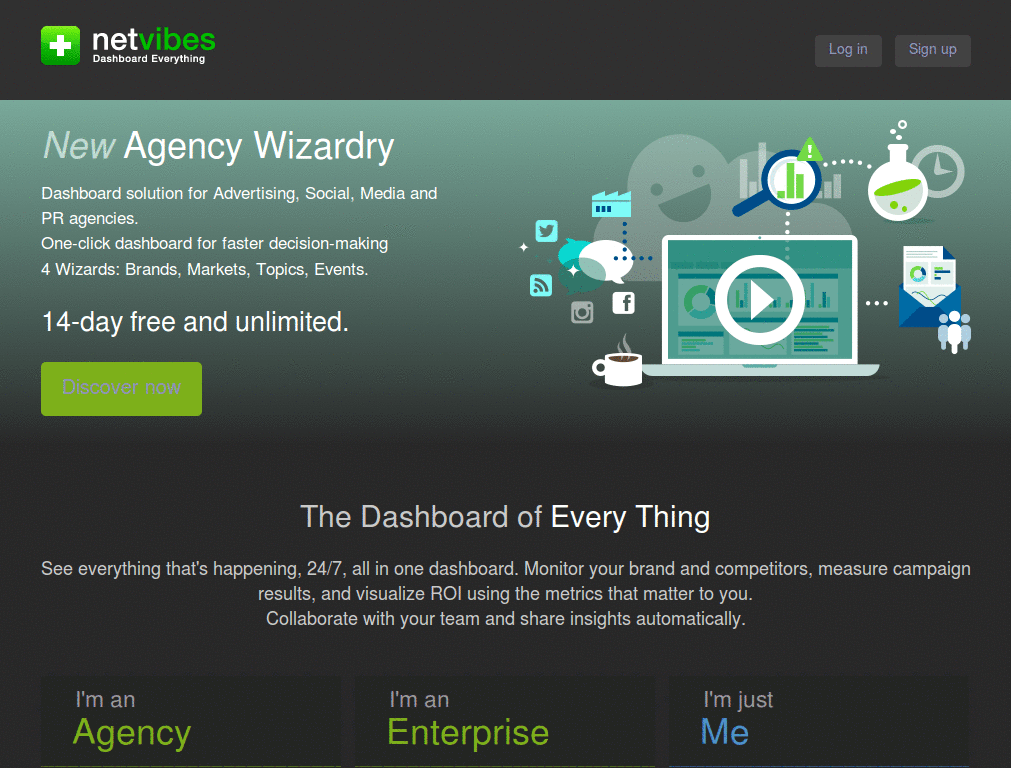 netvibes
Dashboard Everything
Log in
Sign up
New Agency Wizardry
Dashboard solution for Advertising, Social, Media and
PR agencies.
One-click dashboard for faster decision-making
4 Wizards: Brands, Markets, Topics, Events.
14-day free and unlimited.
Discover now
The Dashboard of Every Thing
See everything that's happening, 24/7, all in one dashboard. Monitor your brand and competitors, measure campaign
results, and visualize ROI using the metrics that matter to you.
Collaborate with your team and share insights automatically.
I'm an
Agency
I'm an
Enterprise
I'm just
Me